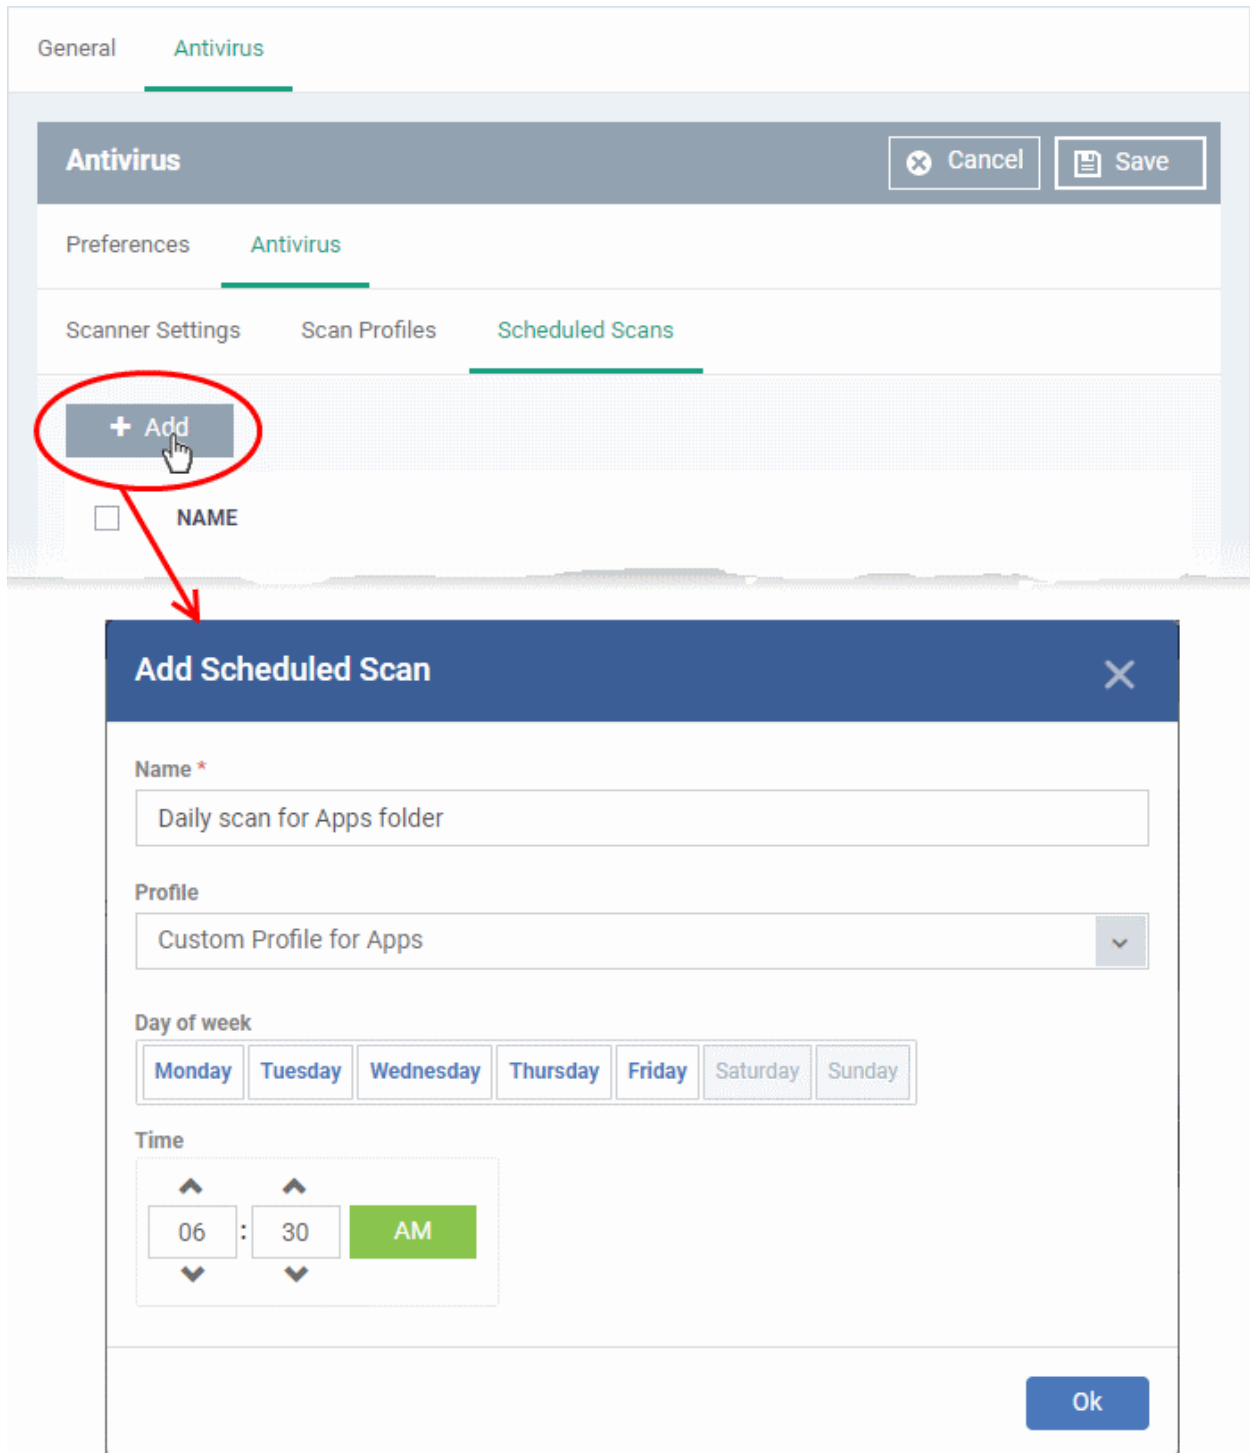 General Antivirus
Antivirus Cancel Save
Preferences Antivirus
Scanner Settings Scan Profiles Scheduled Scans
+ Add
NAME
Add Scheduled Scan
Name *
Daily scan for Apps folder
Profile
Custom Profile for Apps
Day of week
Monday Tuesday Wednesday Thursday Friday Saturday Sunday
Time
06 : 30 AM
Ok